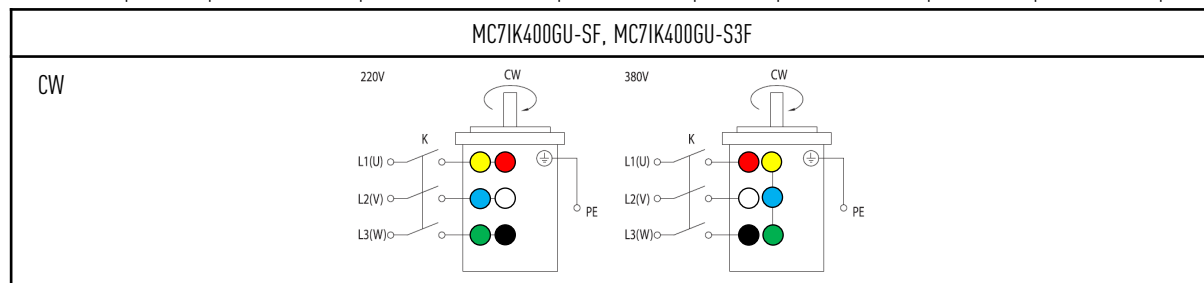 MC7IK400GU-SF, MC7IK400GU-S3F
CW
220V
CW
K
L1(U)
L2(V)
L3(W)
PE
380V
CW
K
L1(U)
L2(V)
L3(W)
PE